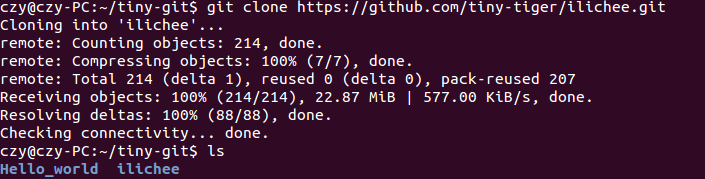 czy@czy-PC:~/tiny-git$ git clone https://github.com/tiny-tiger/ilichee.git
Cloning into 'ilichee'...
remote: Counting objects: 214, done.
remote: Compressing objects: 100% (7/7), done.
remote: Total 214 (delta 1), reused 0 (delta 0), pack-reused 207
Receiving objects: 100% (214/214), 22.87 MiB | 577.00 KiB/s, done.
Resolving deltas: 100% (88/88), done.
Checking connectivity... done.
czy@czy-PC:~/tiny-git$ ls
Hello_world  ilichee